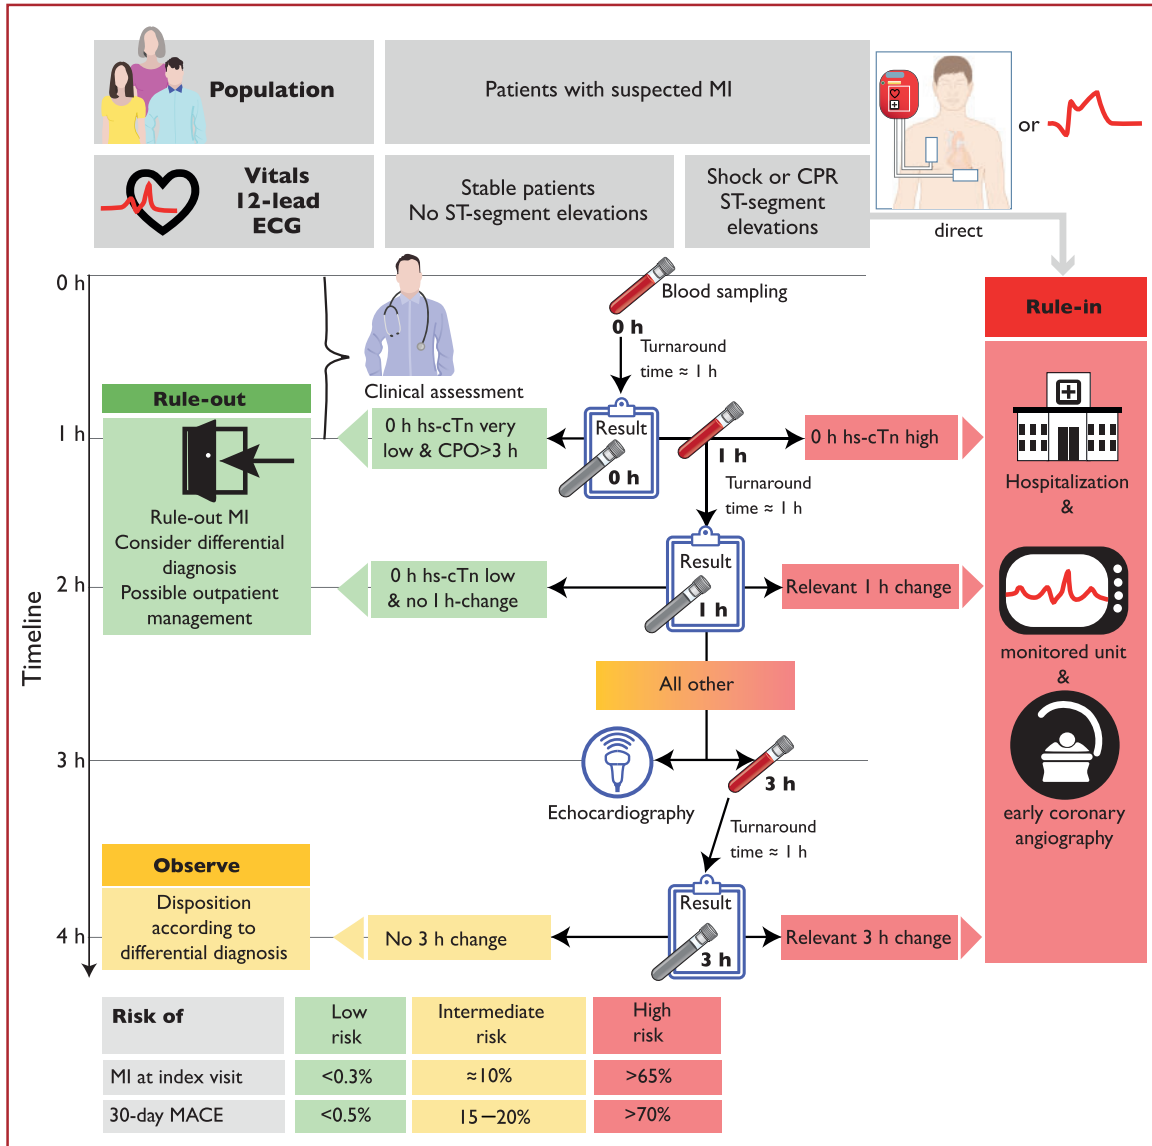 Population
Patients with suspected MI
or
Vitals
12-lead
ECG
Stable patients
No ST-segment elevations
Shock or CPR
ST-segment
elevations
direct
Timeline
0 h
1 h
2 h
3 h
4 h
Clinical assessment
Blood sampling
0 h
Turnaround
time ≈ 1 h
Rule-in
Rule-out
Rule-out MI
Consider differential
diagnosis
Possible outpatient
management
0 h hs-cTn very
low & CPO>3 h
Result
0 h
1 h
0 h hs-cTn high
Turnaround
time ≈ 1 h
Hospitalization
&
monitored unit
&
early coronary
angiography
0 h hs-cTn low
& no 1 h-change
Result
1 h
Relevant 1 h change
All other
Echocardiography
3 h
Turnaround
time ≈ 1 h
Observe
Disposition
according to
differential diagnosis
No 3 h change
Result
3 h
Relevant 3 h change
Risk of
Low
risk
Intermediate
risk
High
risk
MI at index visit
<0.3%
≈10%
>65%
30-day MACE
<0.5%
15—20%
>70%